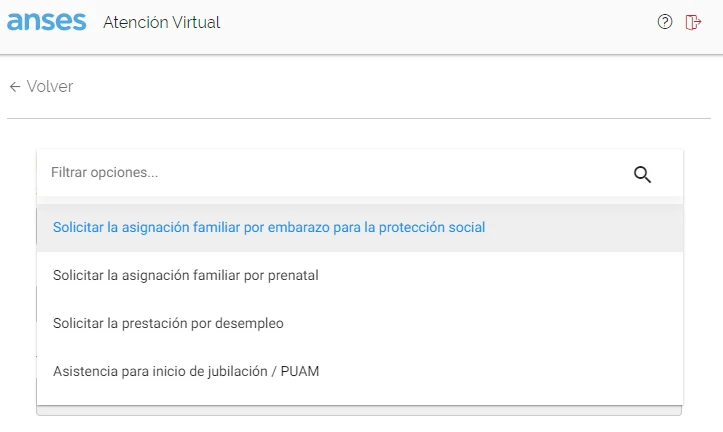 anses Atención Virtual
Volver
Filtrar opciones...
Solicitar la asignación familiar por embarazo para la protección social
Solicitar la asignación familiar por prenatal
Solicitar la prestación por desempleo
Asistencia para inicio de jubilación / PUAM